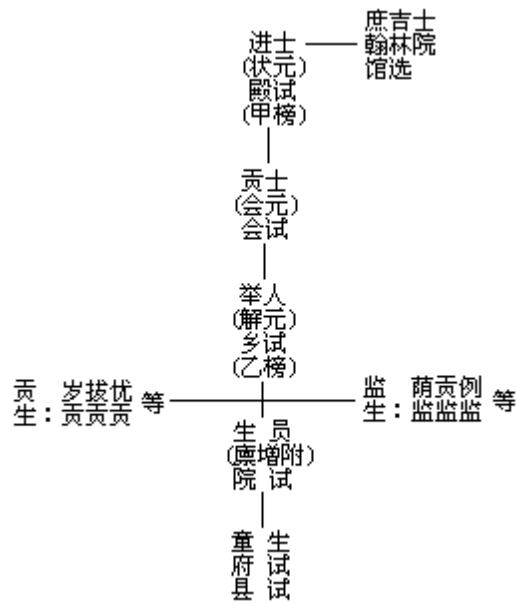 进士
(状元)
殿试
(甲榜)
庶吉士
翰林院
馆选
贡士
(会元)
会试
举人
(解元)
乡试
(乙榜)
贡 岁拔优 等
生：贡贡贡
监 荫贡例 等
生：监监监
生 员
(廪增附)
院 试
童 生
府 试
县 试